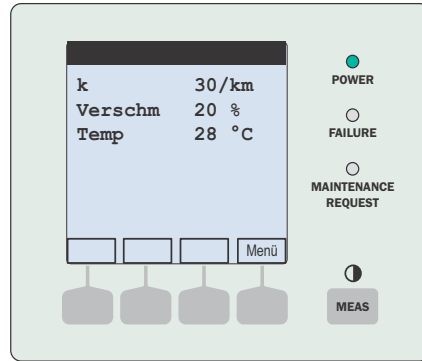 k 30/km
Verschm 20 %
Temp 28 °C
Menü
POWER
FAILURE
MAINTENANCE
REQUEST
MEAS